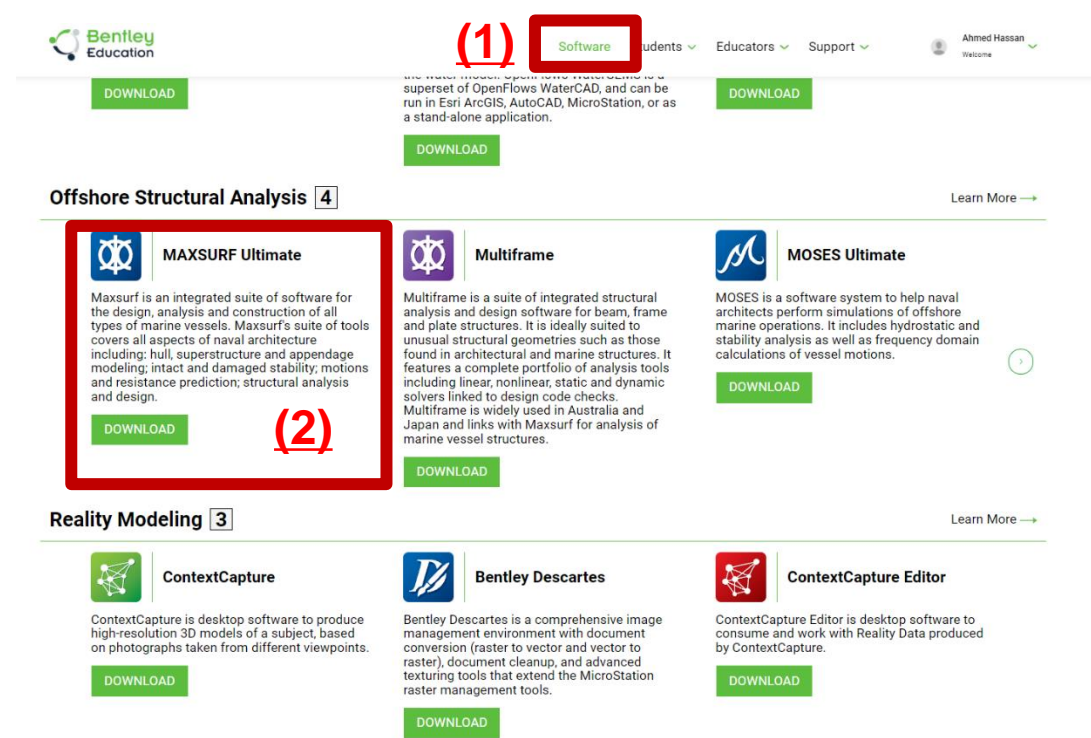 Bentley
Education
(1)
Software
udents
Educators
Support
Ahmed Hassan
Welcome
DOWNLOAD
the water model. OpenFlows WaterGEMS is a
superset of OpenFlows WaterCAD, and can be
run in Esri ArcGIS, AutoCAD, MicroStation, or as
a stand-alone application.
DOWNLOAD
DOWNLOAD
Offshore Structural Analysis 4
Learn More →
MAXSURF Ultimate
Maxsurf is an integrated suite of software for
the design, analysis and construction of all
types of marine vessels. Maxsurf's suite of tools
covers all aspects of naval architecture
including: hull, superstructure and appendage
modeling; intact and damaged stability; motions
and resistance prediction; structural analysis
and design.
DOWNLOAD
(2)
Multiframe
Multiframe is a suite of integrated structural
analysis and design software for beam, frame
and plate structures. It is ideally suited to
unusual structural geometries such as those
found in architectural and marine structures. It
features a complete portfolio of analysis tools
including linear, nonlinear, static and dynamic
solvers linked to design code checks.
Multiframe is widely used in Australia and
Japan and links with Maxsurf for analysis of
marine vessel structures.
DOWNLOAD
MOSES Ultimate
MOSES is a software system to help naval
architects perform simulations of offshore
marine operations. It includes hydrostatic and
stability analysis as well as frequency domain
calculations of vessel motions.
DOWNLOAD
Reality Modeling 3
Learn More →
ContextCapture
ContextCapture is desktop software to produce
high-resolution 3D models of a subject, based
on photographs taken from different viewpoints.
DOWNLOAD
Bentley Descartes
Bentley Descartes is a comprehensive image
management environment with document
conversion (raster to vector and vector to
raster), document cleanup, and advanced
texturing tools that extend the MicroStation
raster management tools.
DOWNLOAD
ContextCapture Editor
ContextCapture Editor is desktop software to
consume and work with Reality Data produced
by ContextCapture.
DOWNLOAD